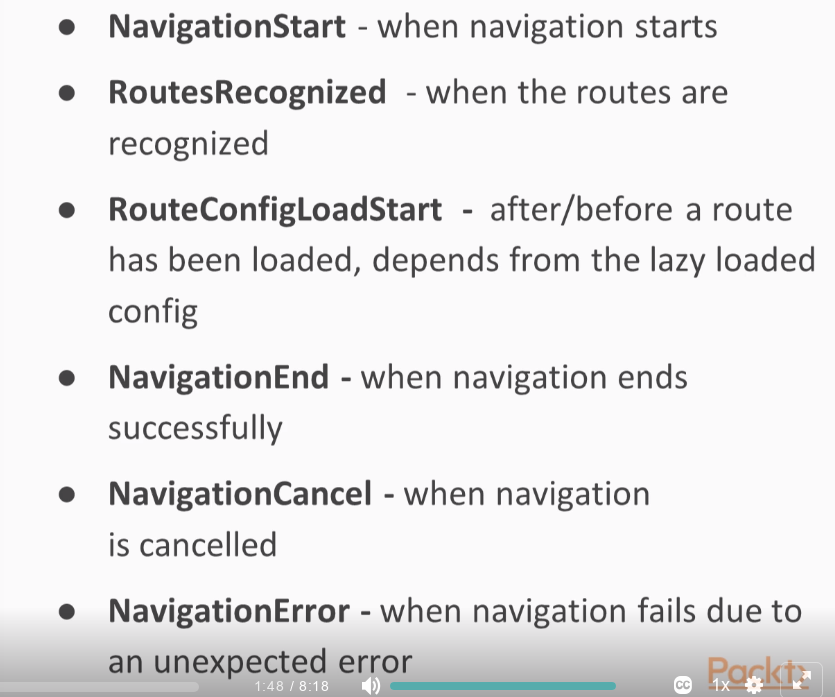 ● NavigationStart - when navigation starts
● RoutesRecognized - when the routes are
recognized
● RouteConfigLoadStart - after/before a route
has been loaded, depends from the lazy loaded
config
● NavigationEnd - when navigation ends
successfully
● NavigationCancel - when navigation
is cancelled
● NavigationError - when navigation fails due to
an unexpected error
Packt>
1:48 / 8:18 CC 1x